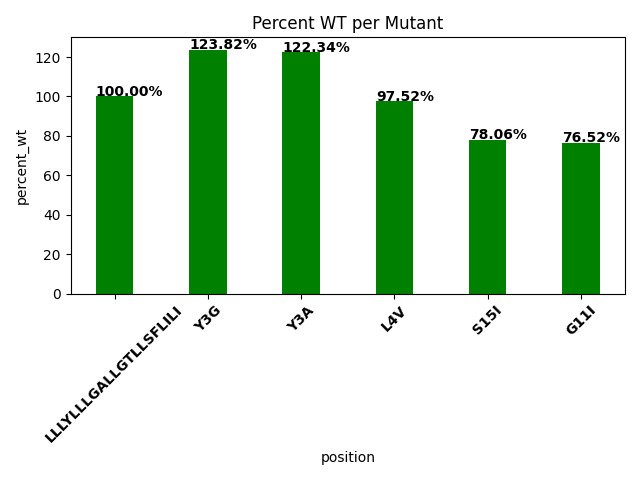 Percent WT per Mutant
percent_wt
120
100
80
60
40
20
0
100.00%
123.82%
122.34%
97.52%
78.06%
76.52%
LLLYLLLGALLGTLLSFLILI
Y3G
Y3A
L4V
S15I
G11I
position